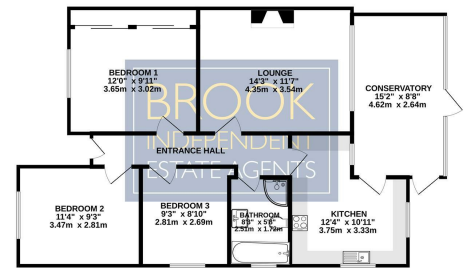 BEDROOM 1
12'0" x 9'11"
3.65m x 3.02m
LOUNGE
14'3" x 11'7"
4.35m x 3.54m
CONSERVATORY
15'2" x 8'8"
4.62m x 2.64m
BROOK
INDEPENDENT
ESTATE AGENTS
ENTRANCE HALL
BEDROOM 2
11'4" x 9'3"
3.47m x 2.81m
BEDROOM 3
9'3" x 8'10"
2.81m x 2.69m
BATHROOM
8'3" x 5'8"
2.51m x 1.72m
KITCHEN
12'4" x 10'11"
3.75m x 3.33m